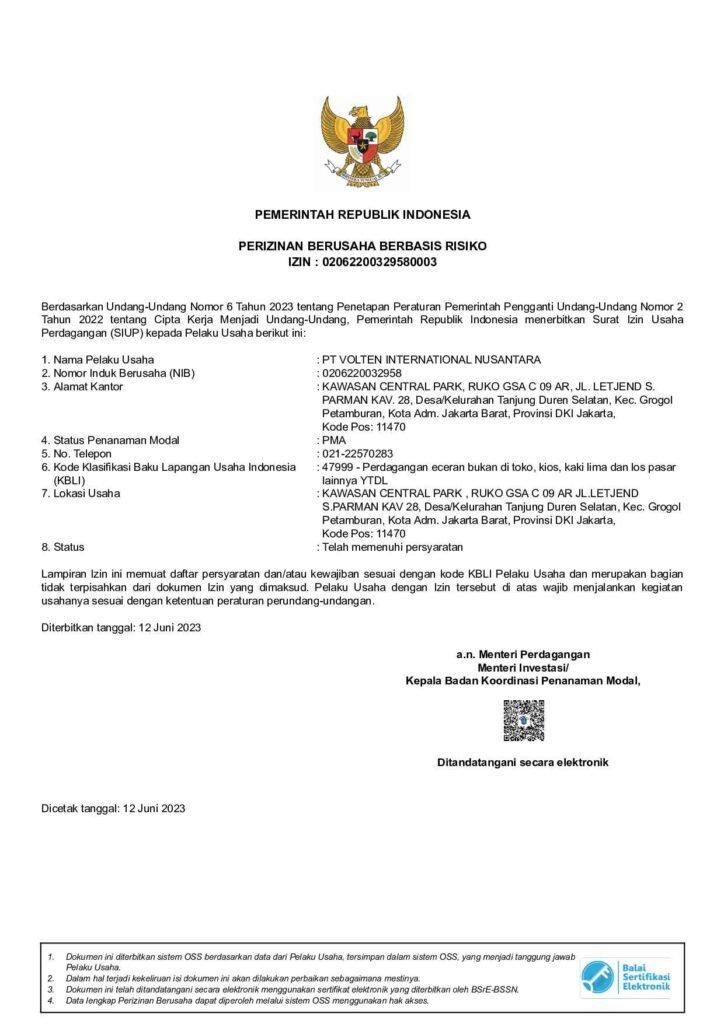 PEMERINTAH REPUBLIK INDONESIA
PERIZINAN BERUSAHA BERBASIS RISIKO
IZIN : 02062200329580003
Berdasarkan Undang-Undang Nomor 6 Tahun 2023 tentang Penetapan Peraturan Pemerintah Pengganti Undang-Undang Nomor 2
Tahun 2022 tentang Cipta Kerja Menjadi Undang-Undang, Pemerintah Republik Indonesia menerbitkan Surat Izin Usaha
Perdagangan (SIUP) kepada Pelaku Usaha berikut ini:
1. Nama Pelaku Usaha : PT VOLTEN INTERNATIONAL NUSANTARA
2. Nomor Induk Berusaha (NIB) : 0206220032958
3. Alamat Kantor : KAWASAN CENTRAL PARK, RUKO GSA C 09 AR, JL. LETJEND S.
PARMAN KAV. 28, Desa/Kelurahan Tanjung Duren Selatan, Kec. Grogol
Petamburan, Kota Adm. Jakarta Barat, Provinsi DKI Jakarta,
Kode Pos: 11470
4. Status Penanaman Modal : PMA
5. No. Telepon : 021-22570283
6. Kode Klasifikasi Baku Lapangan Usaha Indonesia : 47999 - Perdagangan eceran bukan di toko, kios, kaki lima dan los pasar
(KBLI) lainnya YTDL
7. Lokasi Usaha : KAWASAN CENTRAL PARK , RUKO GSA C 09 AR JL.LETJEND
S.PARMAN KAV 28, Desa/Kelurahan Tanjung Duren Selatan, Kec. Grogol
Petamburan, Kota Adm. Jakarta Barat, Provinsi DKI Jakarta,
Kode Pos: 11470
8. Status : Telah memenuhi persyaratan
Lampiran Izin ini memuat daftar persyaratan dan/atau kewajiban sesuai dengan kode KBLI Pelaku Usaha dan merupakan bagian
tidak terpisahkan dari dokumen Izin yang dimaksud. Pelaku Usaha dengan Izin tersebut di atas wajib menjalankan kegiatan
usahanya sesuai dengan ketentuan peraturan perundang-undangan.
Diterbitkan tanggal: 12 Juni 2023
a.n. Menteri Perdagangan
Menteri Investasi/
Kepala Badan Koordinasi Penanaman Modal,
Ditandatangani secara elektronik
Dicetak tanggal: 12 Juni 2023
1. Dokumen ini diterbitkan sistem OSS berdasarkan data dari Pelaku Usaha, tersimpan dalam sistem OSS, yang menjadi tanggung jawab
Pelaku Usaha.
2. Dalam hal terjadi kekeliruan isi dokumen ini akan dilakukan perbaikan sebagaimana mestinya.
3. Dokumen ini telah ditandatangani secara elektronik menggunakan sertifikat elektronik yang diterbitkan oleh BSrE-BSSN.
4. Data lengkap Perizinan Berusaha dapat diperoleh melalui sistem OSS menggunakan hak akses.
Balai
Sertifikasi
Elektronik